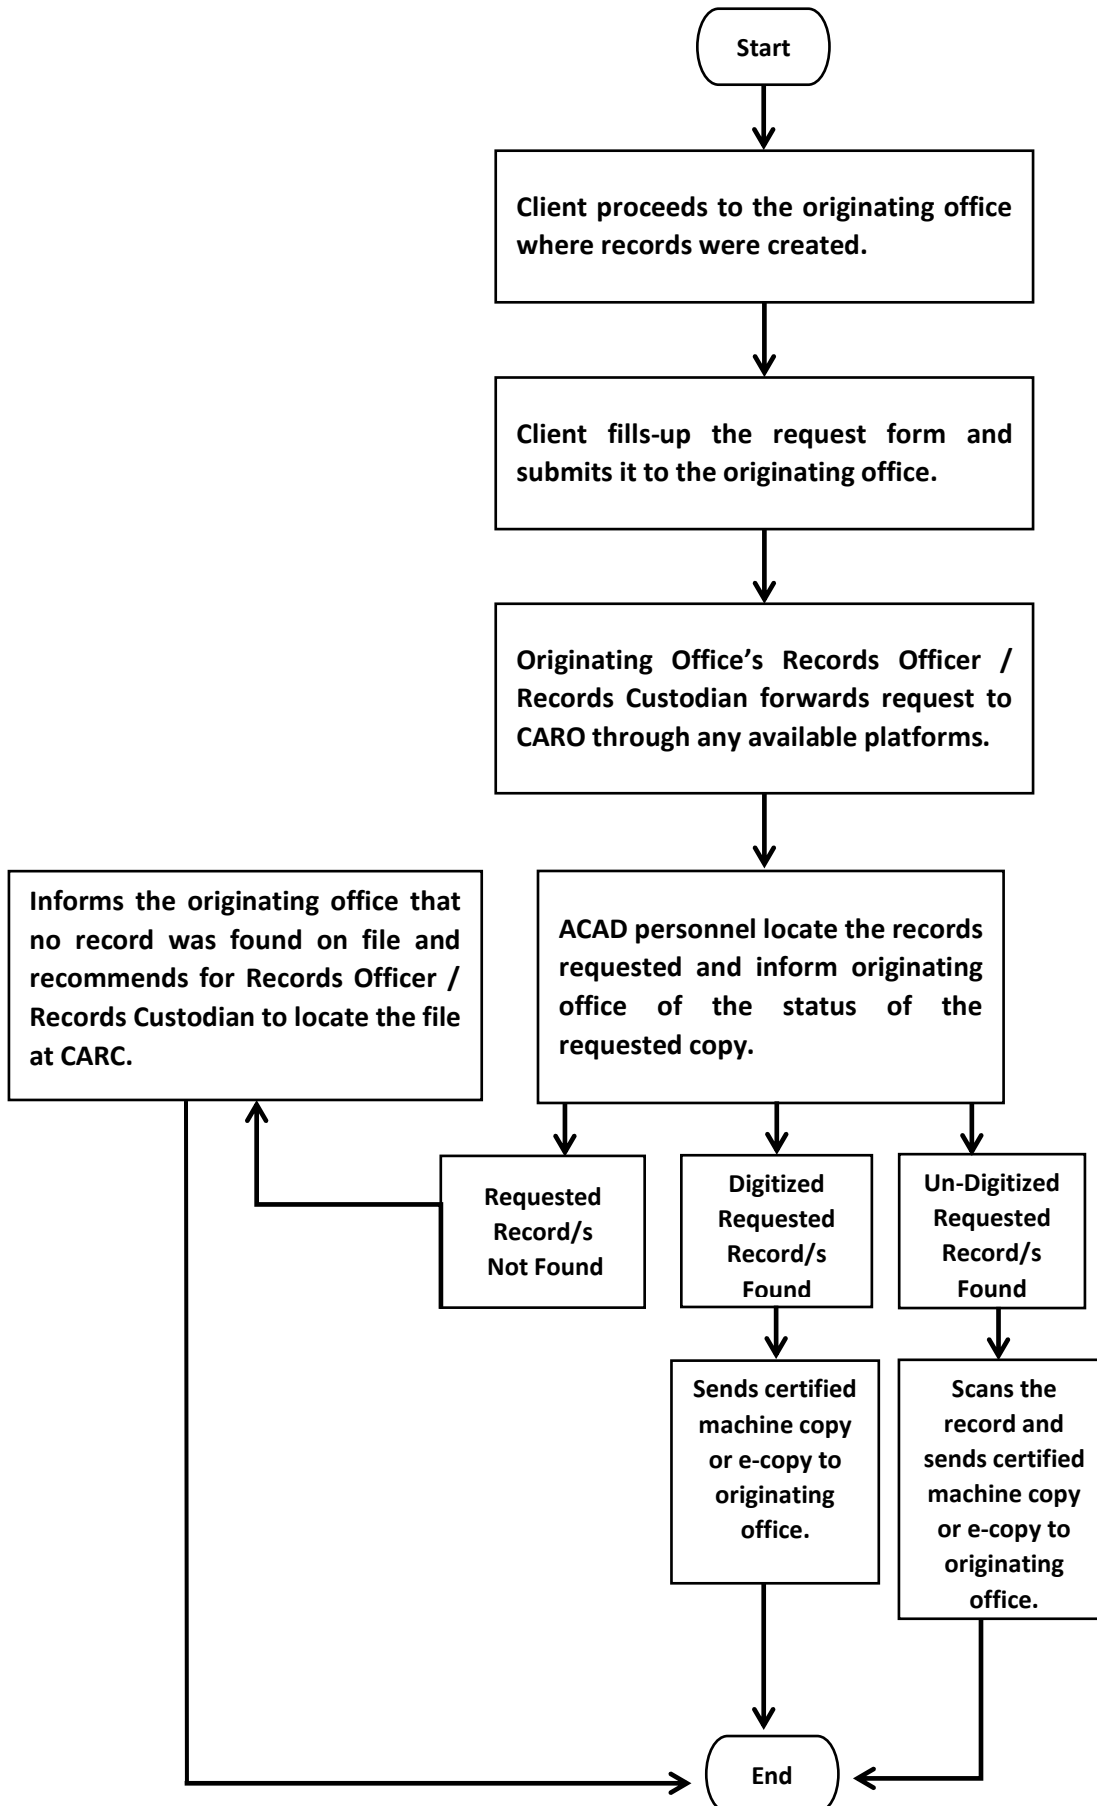 Start
Client proceeds to the originating office
where records were created.
Client fills-up the request form and
submits it to the originating office.
Originating Office’s Records Officer /
Records Custodian forwards request to
CARO through any available platforms.
Informs the originating office that
no record was found on file and
recommends for Records Officer /
Records Custodian to locate the file
at CARC.
ACAD personnel locate the records
requested and inform originating
office of the status of the
requested copy.
Requested
Record/s
Not Found
Digitized
Requested
Record/s
Found
Un-Digitized
Requested
Record/s
Found
Sends certified
machine copy
or e-copy to
originating
office.
Scans the
record and
sends certified
machine copy
or e-copy to
originating
office.
End